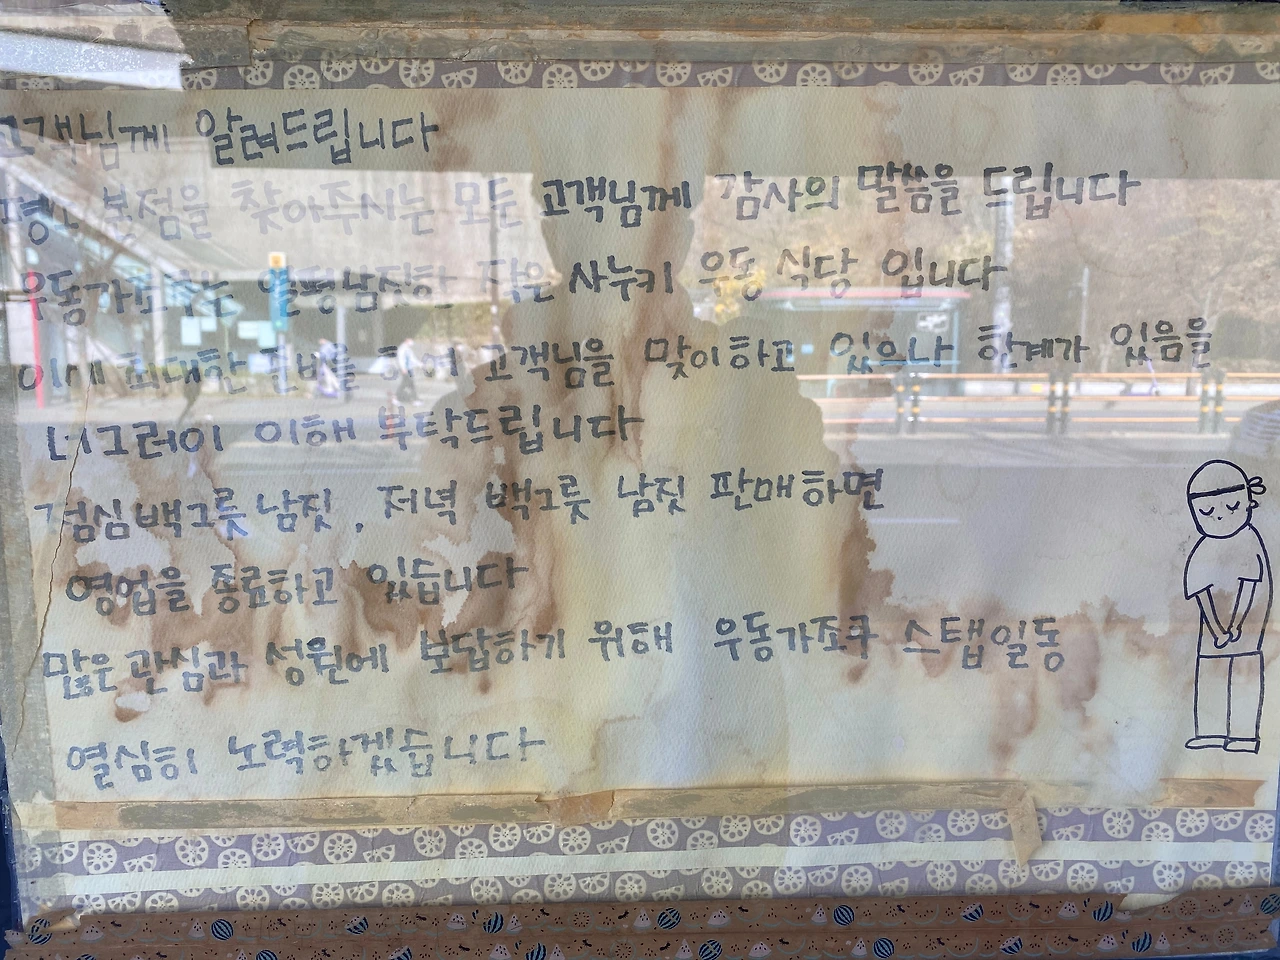 고객님께 알려드립니다
평소 본점을 찾아주시는 모든 고객님께 감사의 말씀을 드립니다
우동가조쿠는 열평남짓한 작은 사누키 우동 식당 입니다
이에 최대한 준비를 하여 고객님을 맞이하고 있으나 한계가 있음을
너그러이 이해 부탁드립니다
점심백그릇남짓, 저녁 백그릇 남짓 판매하면
영업을 종료하고 있습니다
많은관심과 성원에 보답하기 위해 우동가조쿠 스탭일동
열심히 노력하겠습니다